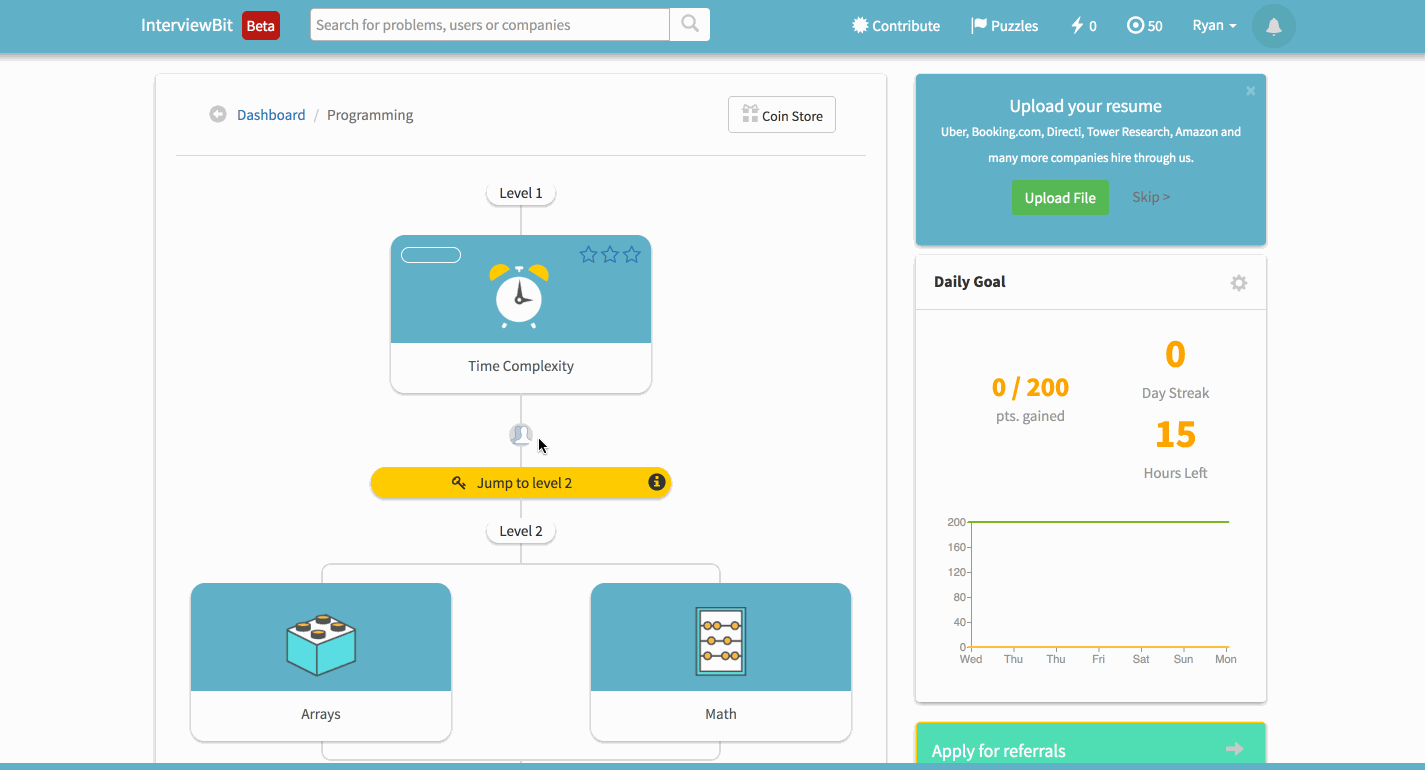 InterviewBit Beta
Search for problems, users or companies
Contribute
Puzzles
0
50
Ryan
Dashboard / Programming
Coin Store
Level 1
Time Complexity
Jump to level 2
Level 2
Arrays
Math
×
Upload your resume
Uber, Booking.com, Directi, Tower Research, Amazon and
many more companies hire through us.
Upload File
Skip >
Daily Goal
0 / 200
pts. gained
0
Day Streak
15
Hours Left
200
160
120
80
40
0
Wed Thu Thu Fri Sat Sun Mon
Apply for referrals